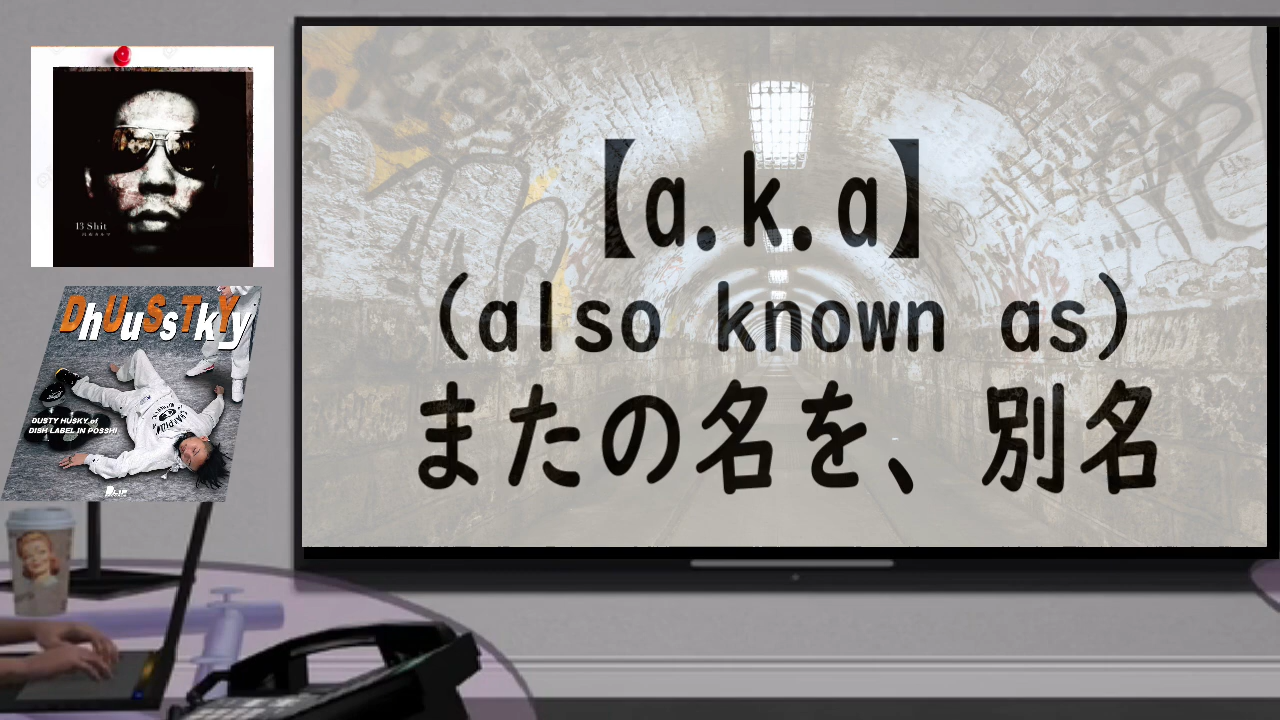 【a.k.a】
(also known as)
またの名を、別名
13 Shit
DhUuSsTkYy
DUSTY HUSKY of
DISH LABEL IN POSSHI